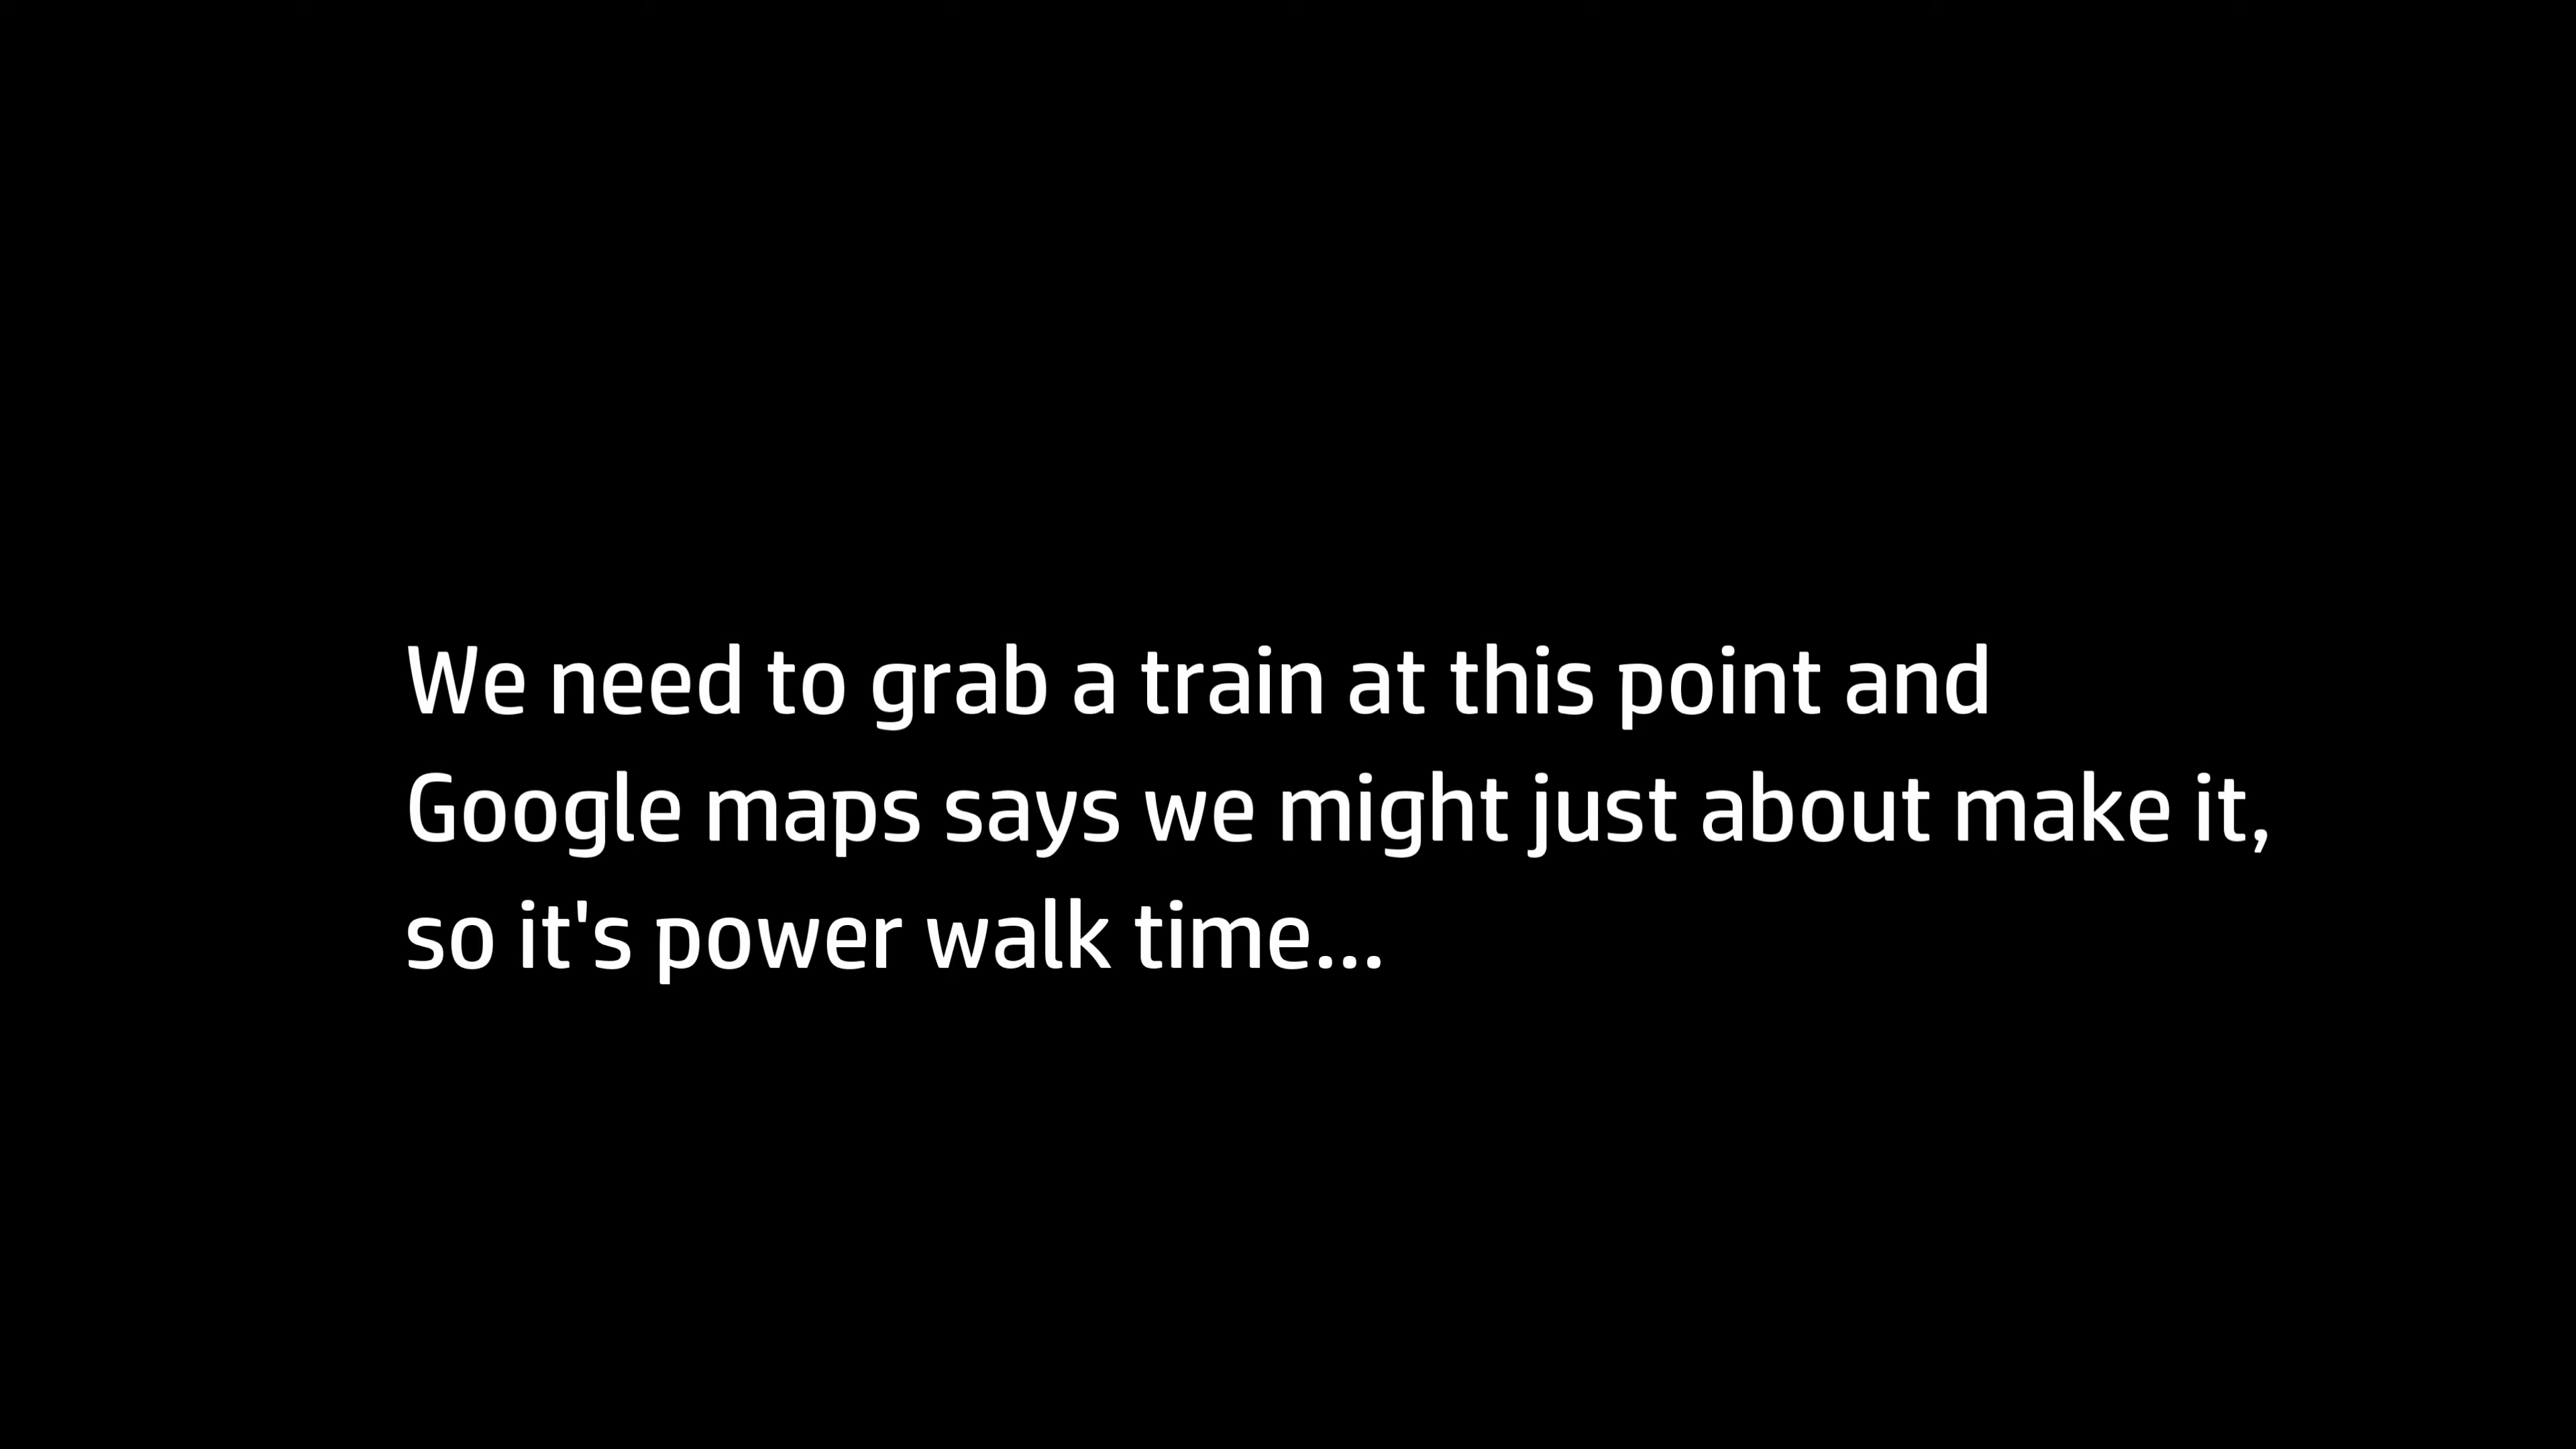 We need to grab a train at this point and
Google maps says we might just about make it,
so it's power walk time...